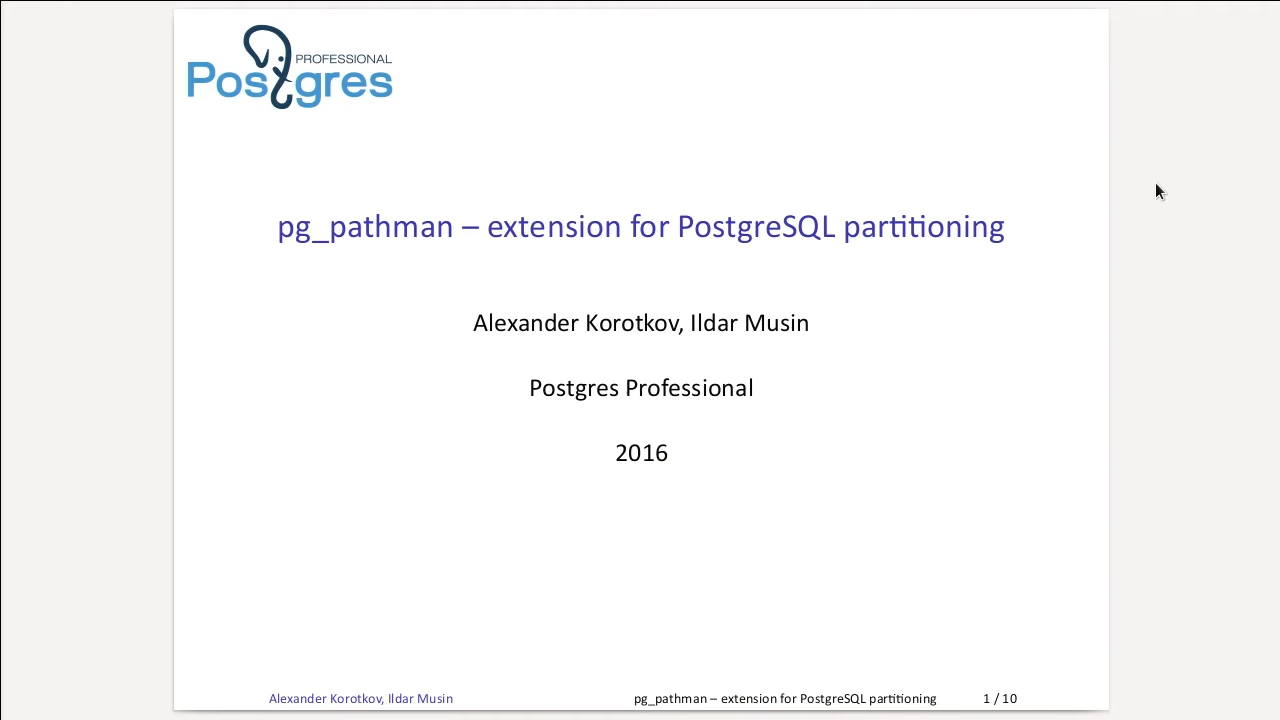 PROFESSIONAL
Postgres
pg_pathman – extension for PostgreSQL partitioning
Alexander Korotkov, Ildar Musin
Postgres Professional
2016
Alexander Korotkov, Ildar Musin
pg_pathman – extension for PostgreSQL partitioning
1 / 10